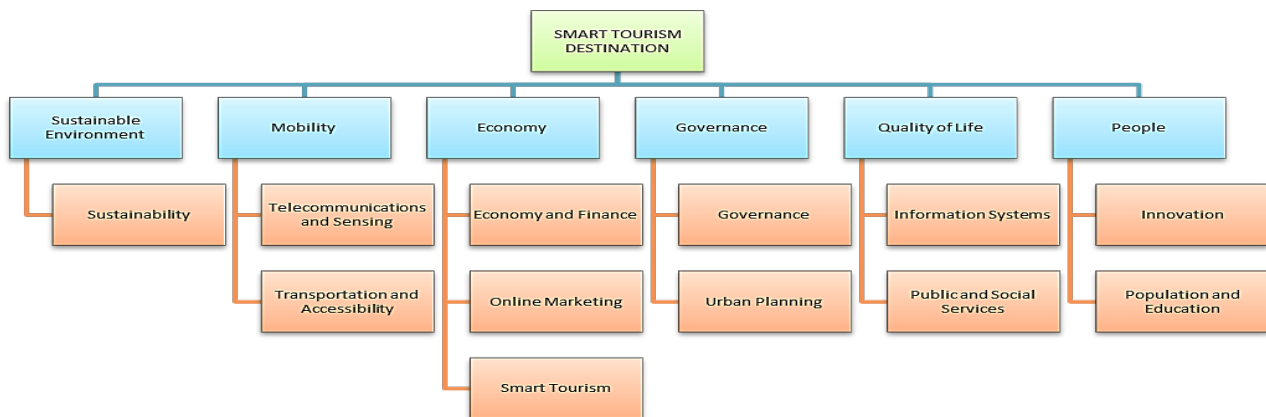 SMART TOURISM
DESTINATION
Sustainable
Environment
Mobility
Economy
Governance
Quality of Life
People
Sustainability
Telecommunications
and Sensing
Economy and Finance
Governance
Information Systems
Innovation
Transportation and
Accessibility
Online Marketing
Urban Planning
Public and Social
Services
Population and
Education
Smart Tourism